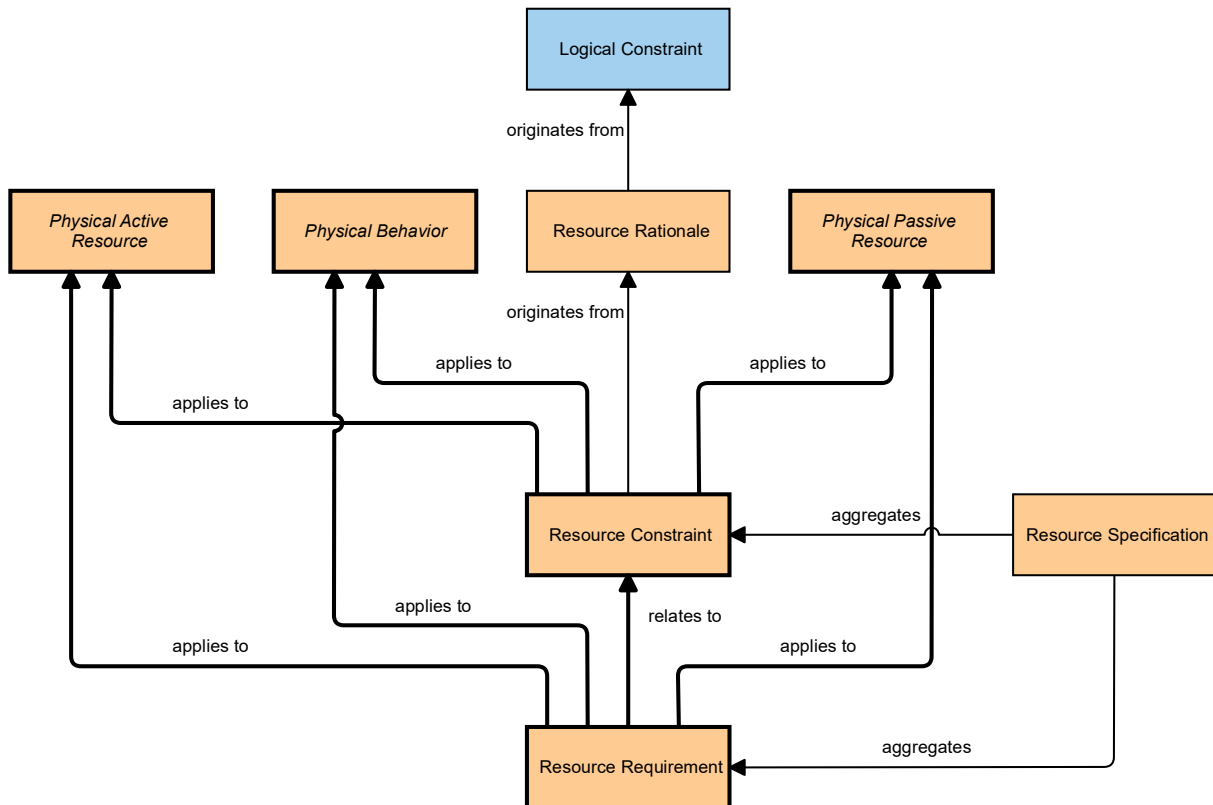 Logical Constraint
originates from
Physical Active
Resource
Physical Behavior
Resource Rationale
Physical Passive
Resource
originates from
applies to
applies to
applies to
aggregates
Resource Constraint
Resource Specification
applies to
relates to
applies to
applies to
aggregates
Resource Requirement